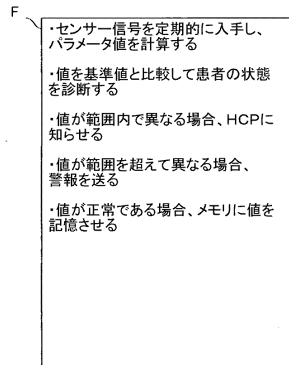 F
・センサー信号を定期的に入手し、
パラメータ値を計算する
・値を基準値と比較して患者の状態
を診断する
・値が範囲内で異なる場合、HCPに
知らせる
・値が範囲を超えて異なる場合、
警報を送る
・値が正常である場合、メモリに値を
記憶させる